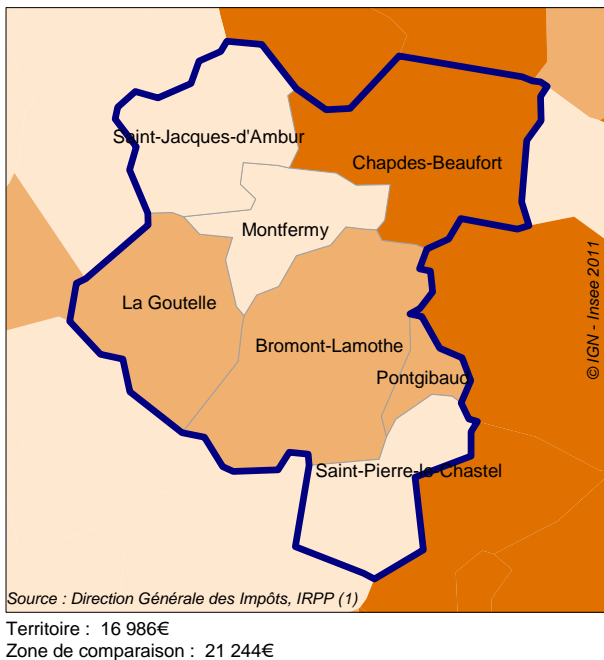 Saint-Jacques-d'Ambur
Chapdes-Beaufort
Montfermy
La Goutelle
Bromont-Lamothe
Pontgibaud
Saint-Pierre-le-Chastel
© IGN - Insee 2011
Source : Direction Générale des Impôts, IRPP (1)
Territoire : 16 986€
Zone de comparaison : 21 244€